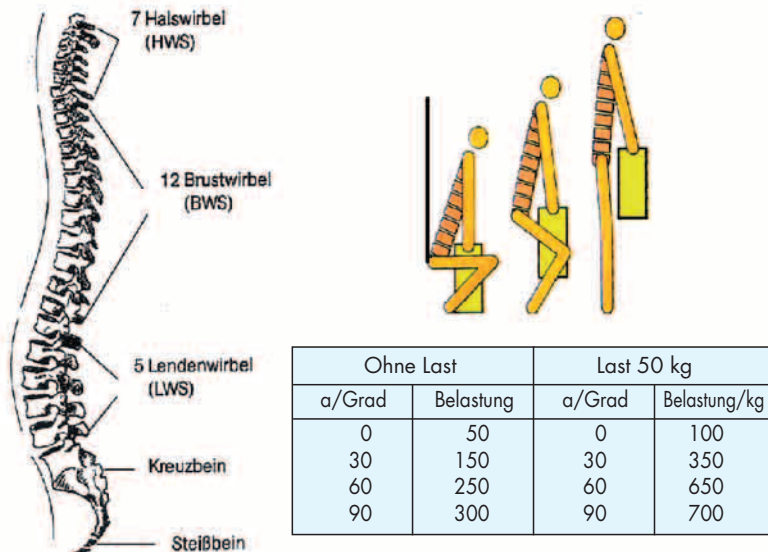 7 Halswirbel
(HWS)
12 Brustwirbel
(BWS)
5 Lendenwirbel
(LWS)
Kreuzbein
Steißbein
Ohne Last Last 50 kg
a/Grad Belastung a/Grad Belastung/kg
0 50 0 100
30 150 30 350
60 250 60 650
90 300 90 700